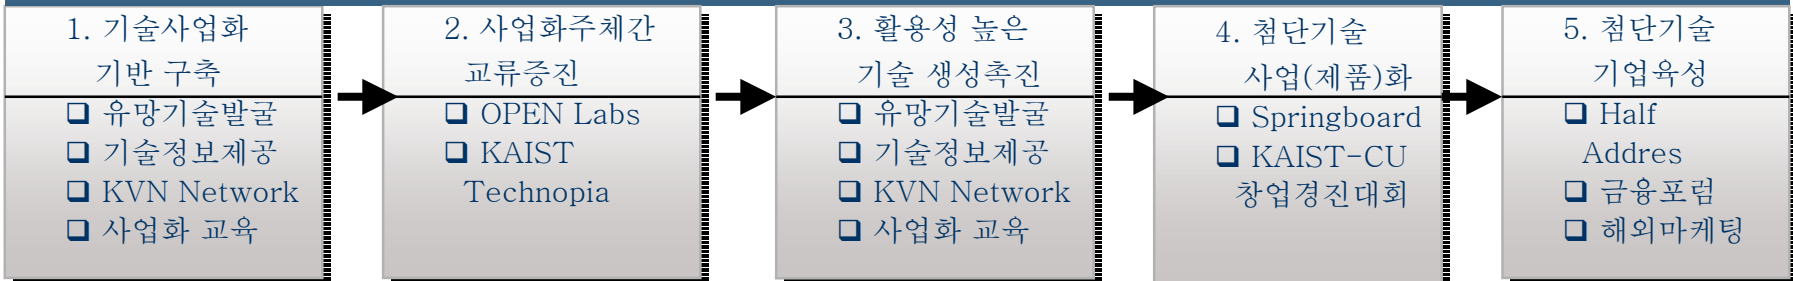 1. 기술사업화
기반 구축
❑ 유망기술발굴
❑ 기술정보제공
❑ KVN Network
❑ 사업화 교육
2. 사업화주체간
교류증진
❑ OPEN Labs
❑ KAIST
Technopia
3. 활용성 높은
기술 생성촉진
❑ 유망기술발굴
❑ 기술정보제공
❑ KVN Network
❑ 사업화 교육
4. 첨단기술
사업(제품)화
❑ Springboard
❑ KAIST-CU
창업경진대회
5. 첨단기술
기업육성
❑ Half
Addres
❑ 금융포럼
❑ 해외마케팅